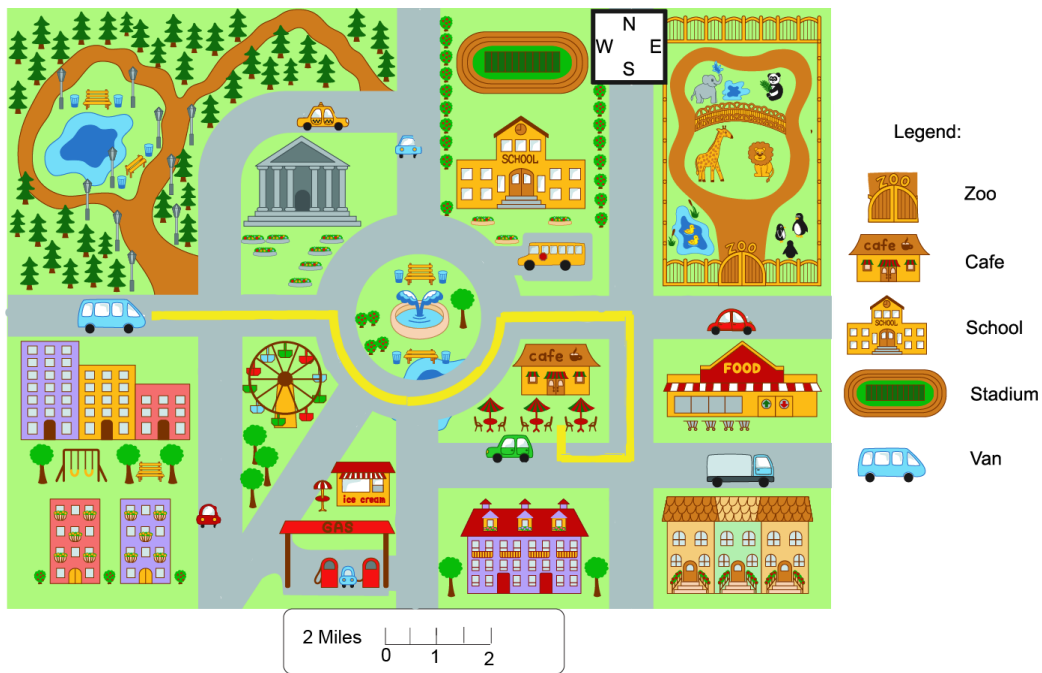 N
W E
S
SCHOOL
ZOO
cafe
FOOD
ice cream
GAS
Legend:
ZOO
Zoo
cafe
Cafe
SCHOOL
School
Stadium
Van
2 Miles
0 1 2